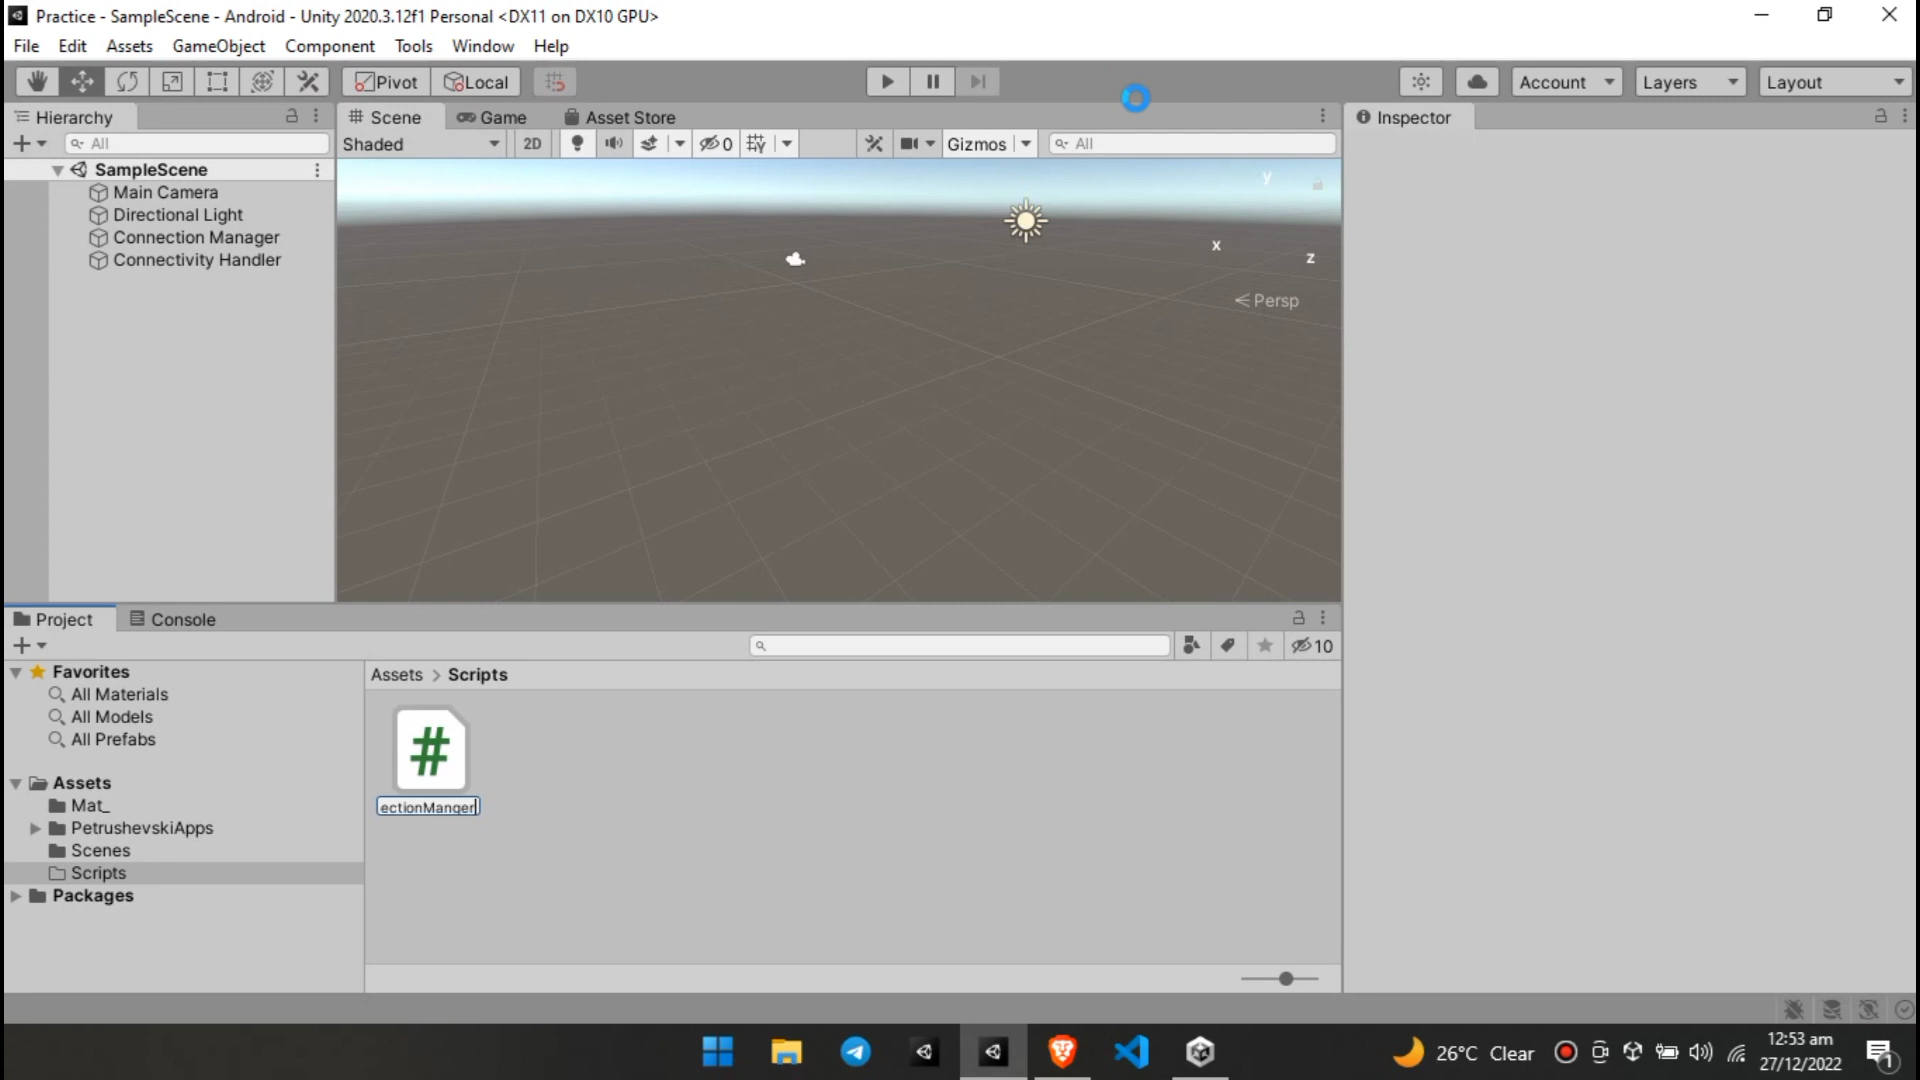 Practice - SampleScene - Android - Unity 2020.3.12f1 Personal <DX11 on DX10 GPU>
File Edit Assets GameObject Component Tools Window Help
Pivot Local Account Layers Layout
Hierarchy
All
SampleScene
Main Camera
Directional Light
Connection Manager
Connectivity Handler
Scene Game Asset Store
Shaded 2D 0 Gizmos All
y
x
z
Persp
Inspector
Project Console
10
Favorites
All Materials
All Models
All Prefabs
Assets
Mat_
PetrushevskiApps
Scenes
Scripts
Packages
Assets > Scripts
#
ectionManger
26°C Clear
12:53 am
27/12/2022
1